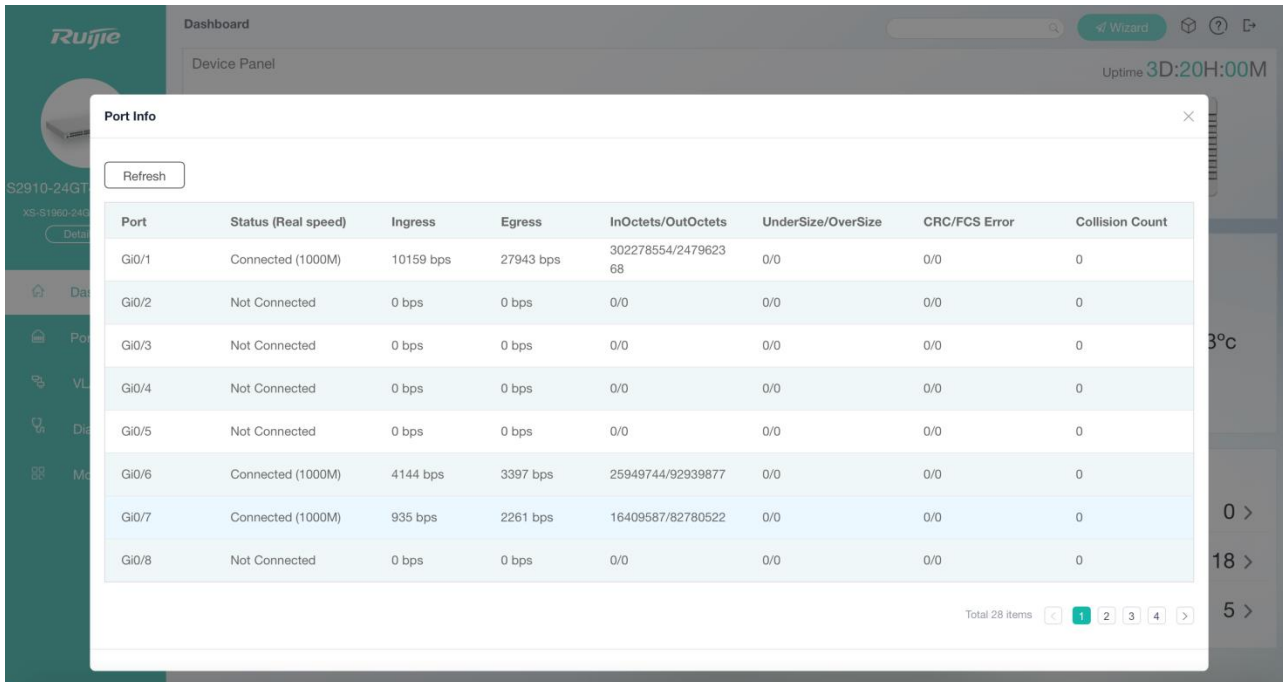 Ruijie
Dashboard
Wizard
Device Panel
Uptime 3D:20H:00M
Port Info
Refresh
S2910-24GT
XS-S1960-24G
Detai
Port Status (Real speed) Ingress Egress InOctets/OutOctets UnderSize/OverSize CRC/FCS Error Collision Count
Gi0/1 Connected (1000M) 10159 bps 27943 bps 302278554/2479623 0/0 0/0 0
68
Gi0/2 Not Connected 0 bps 0 bps 0/0 0/0 0/0 0
Gi0/3 Not Connected 0 bps 0 bps 0/0 0/0 0/0 0
Gi0/4 Not Connected 0 bps 0 bps 0/0 0/0 0/0 0
Gi0/5 Not Connected 0 bps 0 bps 0/0 0/0 0/0 0
Gi0/6 Connected (1000M) 4144 bps 3397 bps 25949744/92939877 0/0 0/0 0
Gi0/7 Connected (1000M) 935 bps 2261 bps 16409587/82780522 0/0 0/0 0
Gi0/8 Not Connected 0 bps 0 bps 0/0 0/0 0/0 0
Das
Por
VL
Dia
Mo
3°c
0 >
18 >
5 >
Total 28 items < 1 2 3 4 >